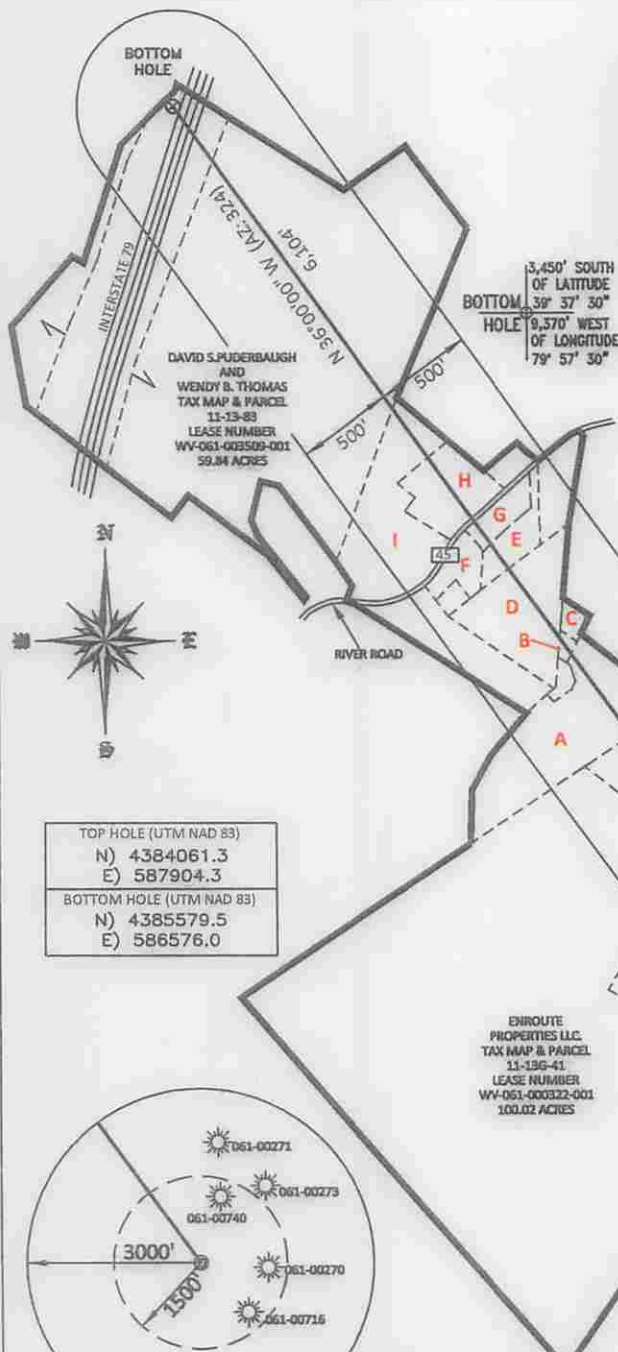 BOTTOM
HOLE
INTERSTATE 79
N 36°00'00" W (AZ: 324)
6,104'
3,450' SOUTH
OF LATITUDE
39° 37' 30"
BOTTOM
HOLE
9,370' WEST
OF LONGITUDE
79° 57' 30"
DAVID S.PUDERBAUGH
AND
WENDY B. THOMAS
TAX MAP & PARCEL
11-13-83
LEASE NUMBER
WV-061-003509-001
59.84 ACRES
500'
500'
H
G
I
E
45
F
D
C
B
A
RIVER ROAD
N
W
E
S
TOP HOLE (UTM NAD 83)
N) 4384061.3
E) 587904.3
BOTTOM HOLE (UTM NAD 83)
N) 4385579.5
E) 586576.0
ENROUTE
PROPERTIES LLC.
TAX MAP & PARCEL
11-13G-41
LEASE NUMBER
WV-061-000322-001
100.02 ACRES
061-00271
061-00273
061-00740
3000'
061-00270
1500'
061-00716